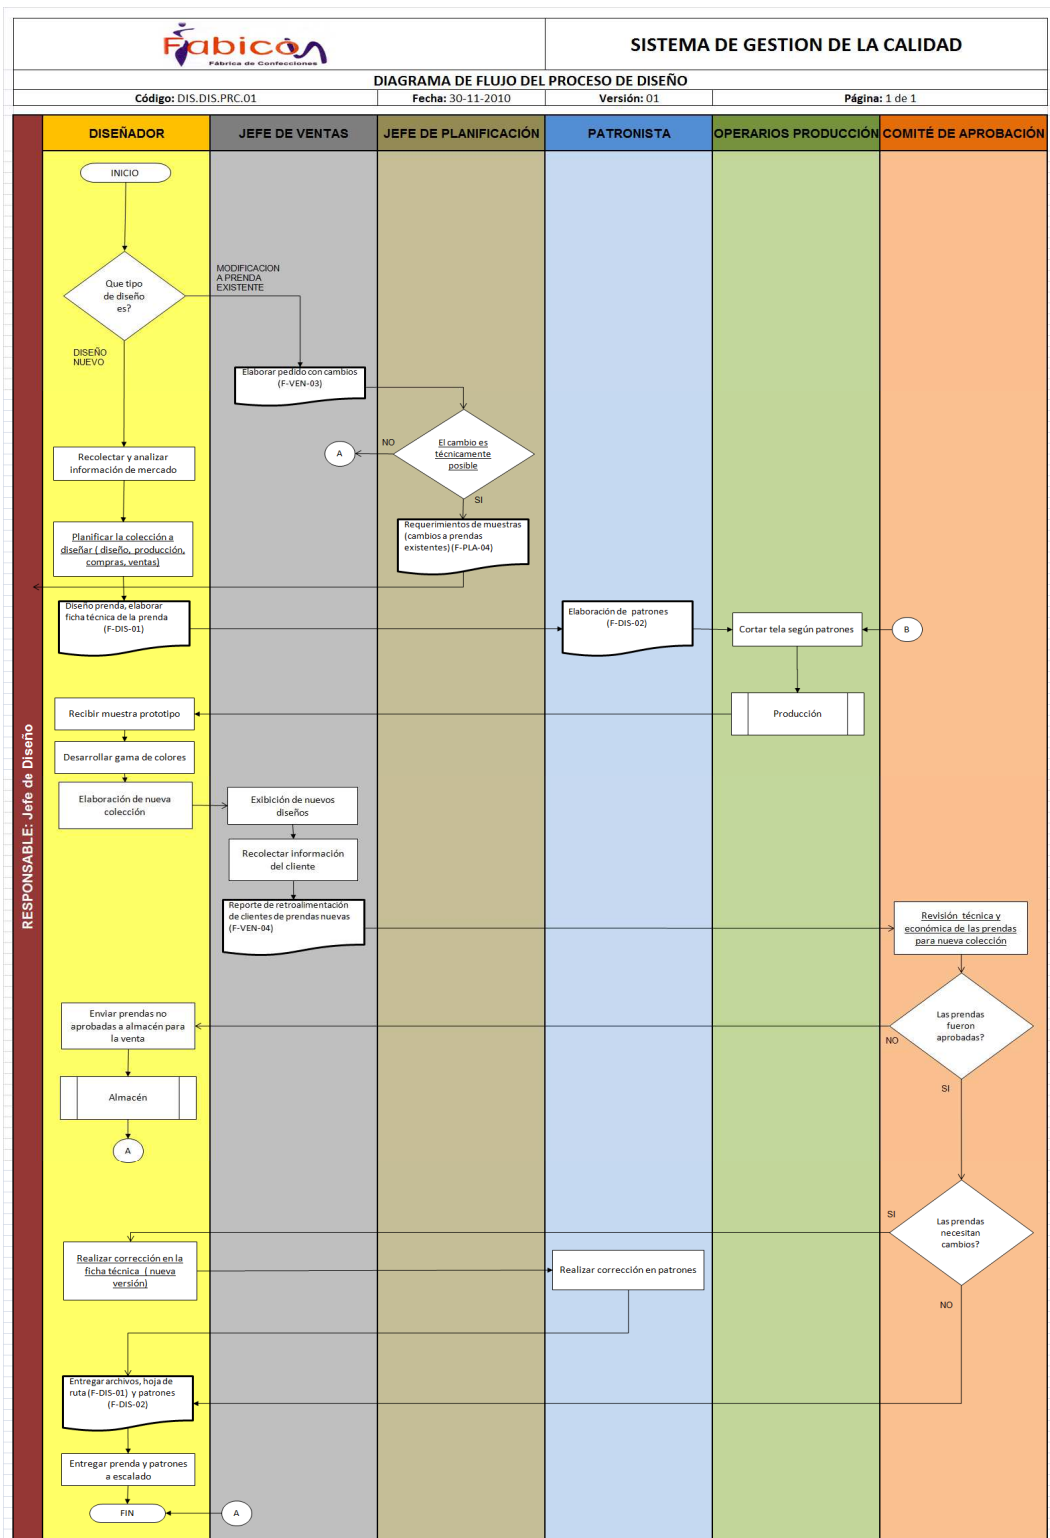 Fabicon
Fábrica de Confecciones
SISTEMA DE GESTION DE LA CALIDAD
DIAGRAMA DE FLUJO DEL PROCESO DE DISEÑO
Código: DIS.DIS.PRC.01
Fecha: 30-11-2010
Versión: 01
Página: 1 de 1
RESPONSABLE: Jefe de Diseño
DISEÑADOR
JEFE DE VENTAS
JEFE DE PLANIFICACIÓN
PATRONISTA
OPERARIOS PRODUCCIÓN
COMITÉ DE APROBACIÓN
INICIO
Que tipo
de diseño
es?
MODIFICACION
A PRENDA
EXISTENTE
DISEÑO
NUEVO
Elaborar pedido con cambios
(F-VEN-03)
El cambio es
técnicamente
posible
NO
A
SI
Recolectar y analizar
información de mercado
Requerimientos de muestras
(cambios a prendas
existentes) (F-PLA-04)
Planificar la colección a
diseñar ( diseño, producción,
compras, ventas)
Diseño prenda, elaborar
ficha técnica de la prenda
(F-DIS-01)
Elaboración de patrones
(F-DIS-02)
Cortar tela según patrones
B
Recibir muestra prototipo
Producción
Desarrollar gama de colores
Elaboración de nueva
colección
Exibición de nuevos
diseños
Recolectar información
del cliente
Reporte de retroalimentación
de clientes de prendas nuevas
(F-VEN-04)
Revisión técnica y
económica de las prendas
para nueva colección
Las prendas
fueron
aprobadas?
NO
SI
Enviar prendas no
aprobadas a almacén para
la venta
Almacén
A
Las prendas
necesitan
cambios?
SI
NO
Realizar corrección en la
ficha técnica ( nueva
versión)
Realizar corrección en patrones
Entregar archivos, hoja de
ruta (F-DIS-01) y patrones
(F-DIS-02)
Entregar prenda y patrones
a escalado
FIN
A